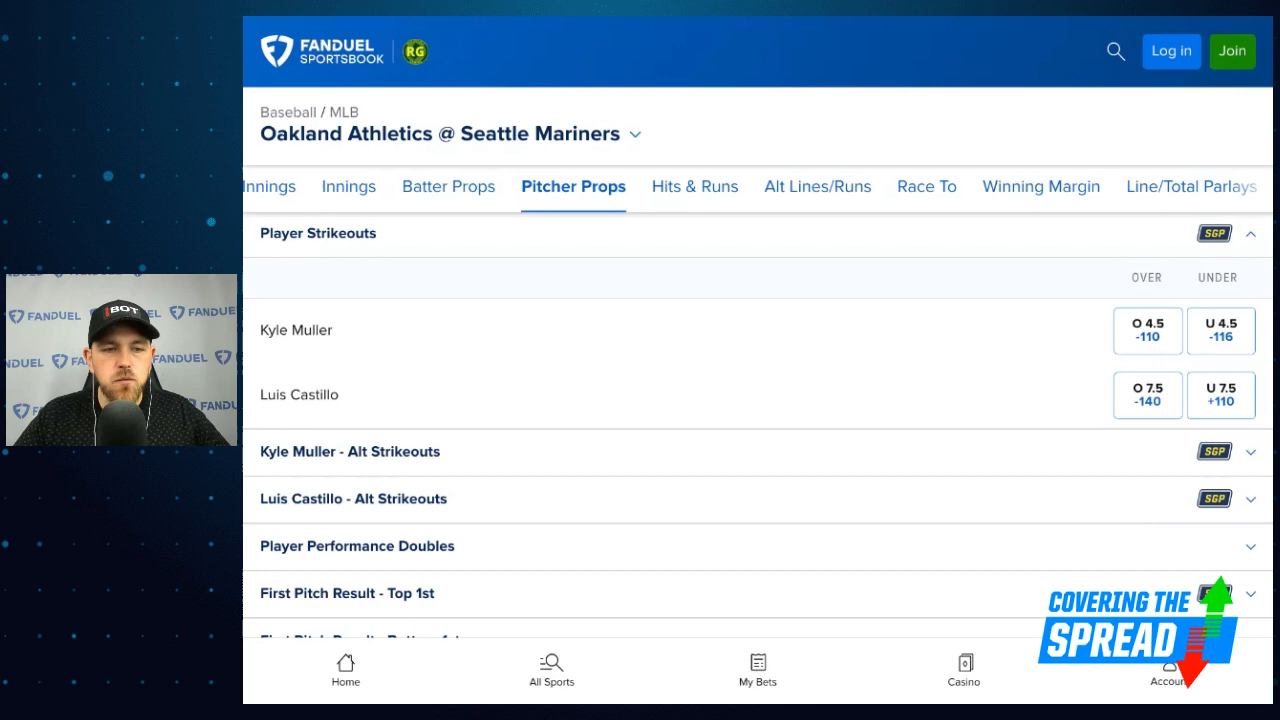 FANDUEL
SPORTSBOOK
RG
Log in
Join
Baseball / MLB
Oakland Athletics @ Seattle Mariners
Innings Innings Batter Props Pitcher Props Hits & Runs Alt Lines/Runs Race To Winning Margin Line/Total Parlays
Player Strikeouts
SGP
OVER UNDER
Kyle Muller
O 4.5 U 4.5
-110 -116
Luis Castillo
O 7.5 U 7.5
-140 +110
Kyle Muller - Alt Strikeouts
SGP
Luis Castillo - Alt Strikeouts
SGP
Player Performance Doubles
First Pitch Result - Top 1st
COVERING THE
SPREAD
Home All Sports My Bets Casino Accoun
BOT
FANDUEL
FANDUEL